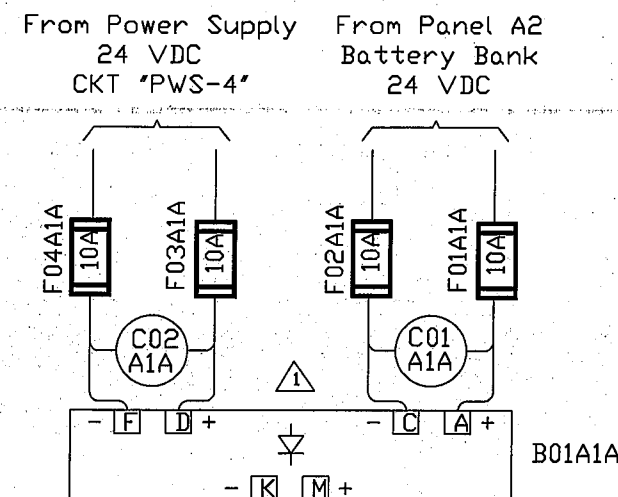 From Power Supply
24 VDC
CKT "PWS-4"
From Panel A2
Battery Bank
24 VDC
F04A1A
10A
F03A1A
10A
F02A1A
10A
F01A1A
10A
C02
A1A
C01
A1A
1
- F D +
- C A +
B01A1A
- K M +